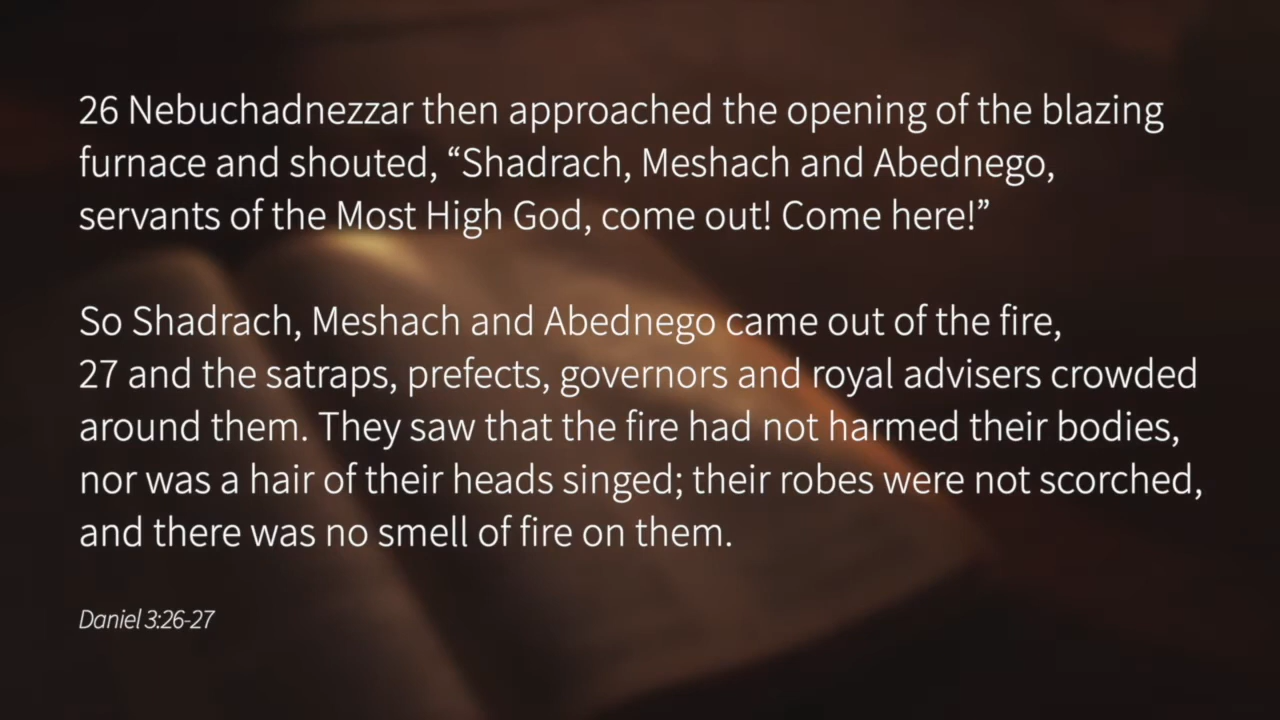 26 Nebuchadnezzar then approached the opening of the blazing
furnace and shouted, “Shadrach, Meshach and Abednego,
servants of the Most High God, come out! Come here!”
So Shadrach, Meshach and Abednego came out of the fire,
27 and the satraps, prefects, governors and royal advisers crowded
around them. They saw that the fire had not harmed their bodies,
nor was a hair of their heads singed; their robes were not scorched,
and there was no smell of fire on them.
Daniel 3:26-27